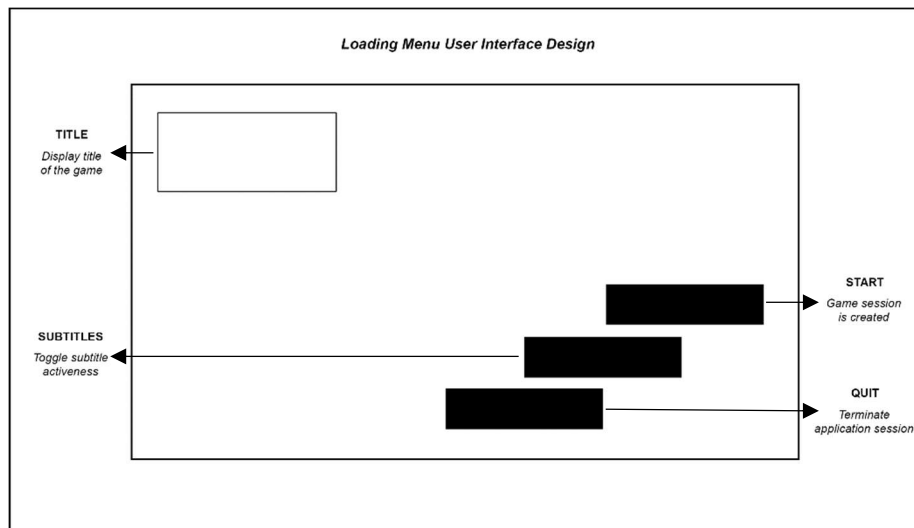 Loading Menu User Interface Design
TITLE
Display title
of the game
START
Game session
is created
SUBTITLES
Toggle subtitle
activeness
QUIT
Terminate
application session